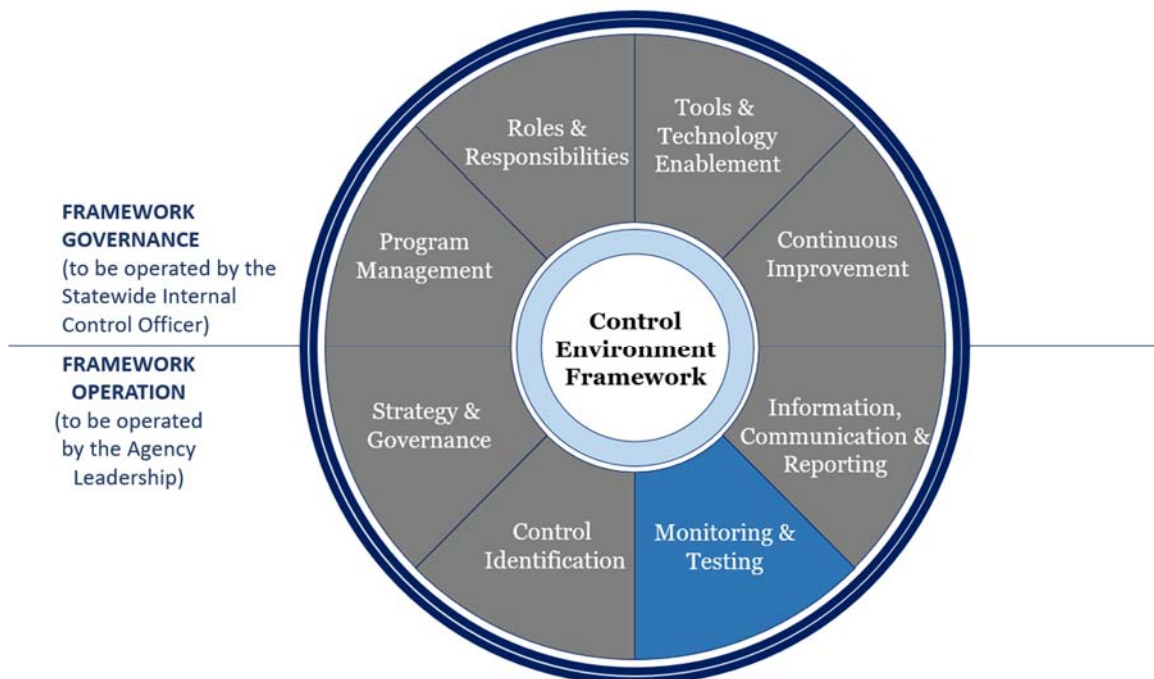 Roles &
Responsibilities
Tools &
Technology
Enablement
FRAMEWORK
GOVERNANCE
(to be operated by the
Statewide Internal
Control Officer)
Program
Management
Continuous
Improvement
Control
Environment
Framework
FRAMEWORK
OPERATION
(to be operated
by the Agency
Leadership)
Strategy &
Governance
Information,
Communication &
Reporting
Control
Identification
Monitoring &
Testing